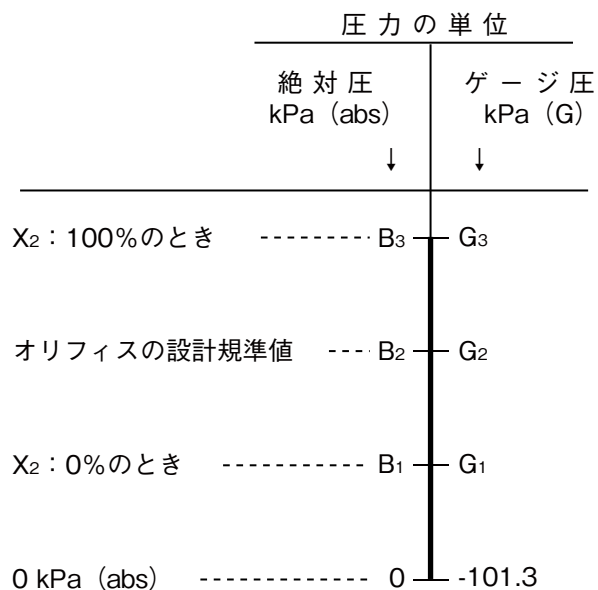 圧力の単位
絶対圧 ゲージ圧
kPa（abs） kPa（G）
↓ ↓
X2：100%のとき B3 G3
オリフィスの設計規準値 B2 G2
X2：0%のとき B1 G1
0 kPa（abs） 0 -101.3